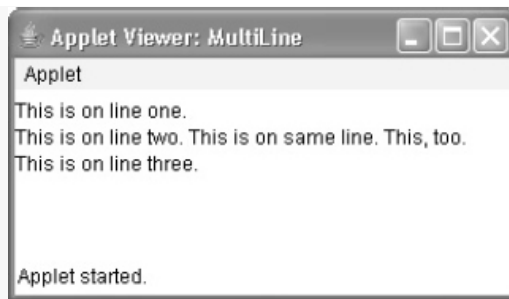 Applet Viewer: MultiLine
Applet
This is on line one.
This is on line two. This is on same line. This, too.
This is on line three.
Applet started.